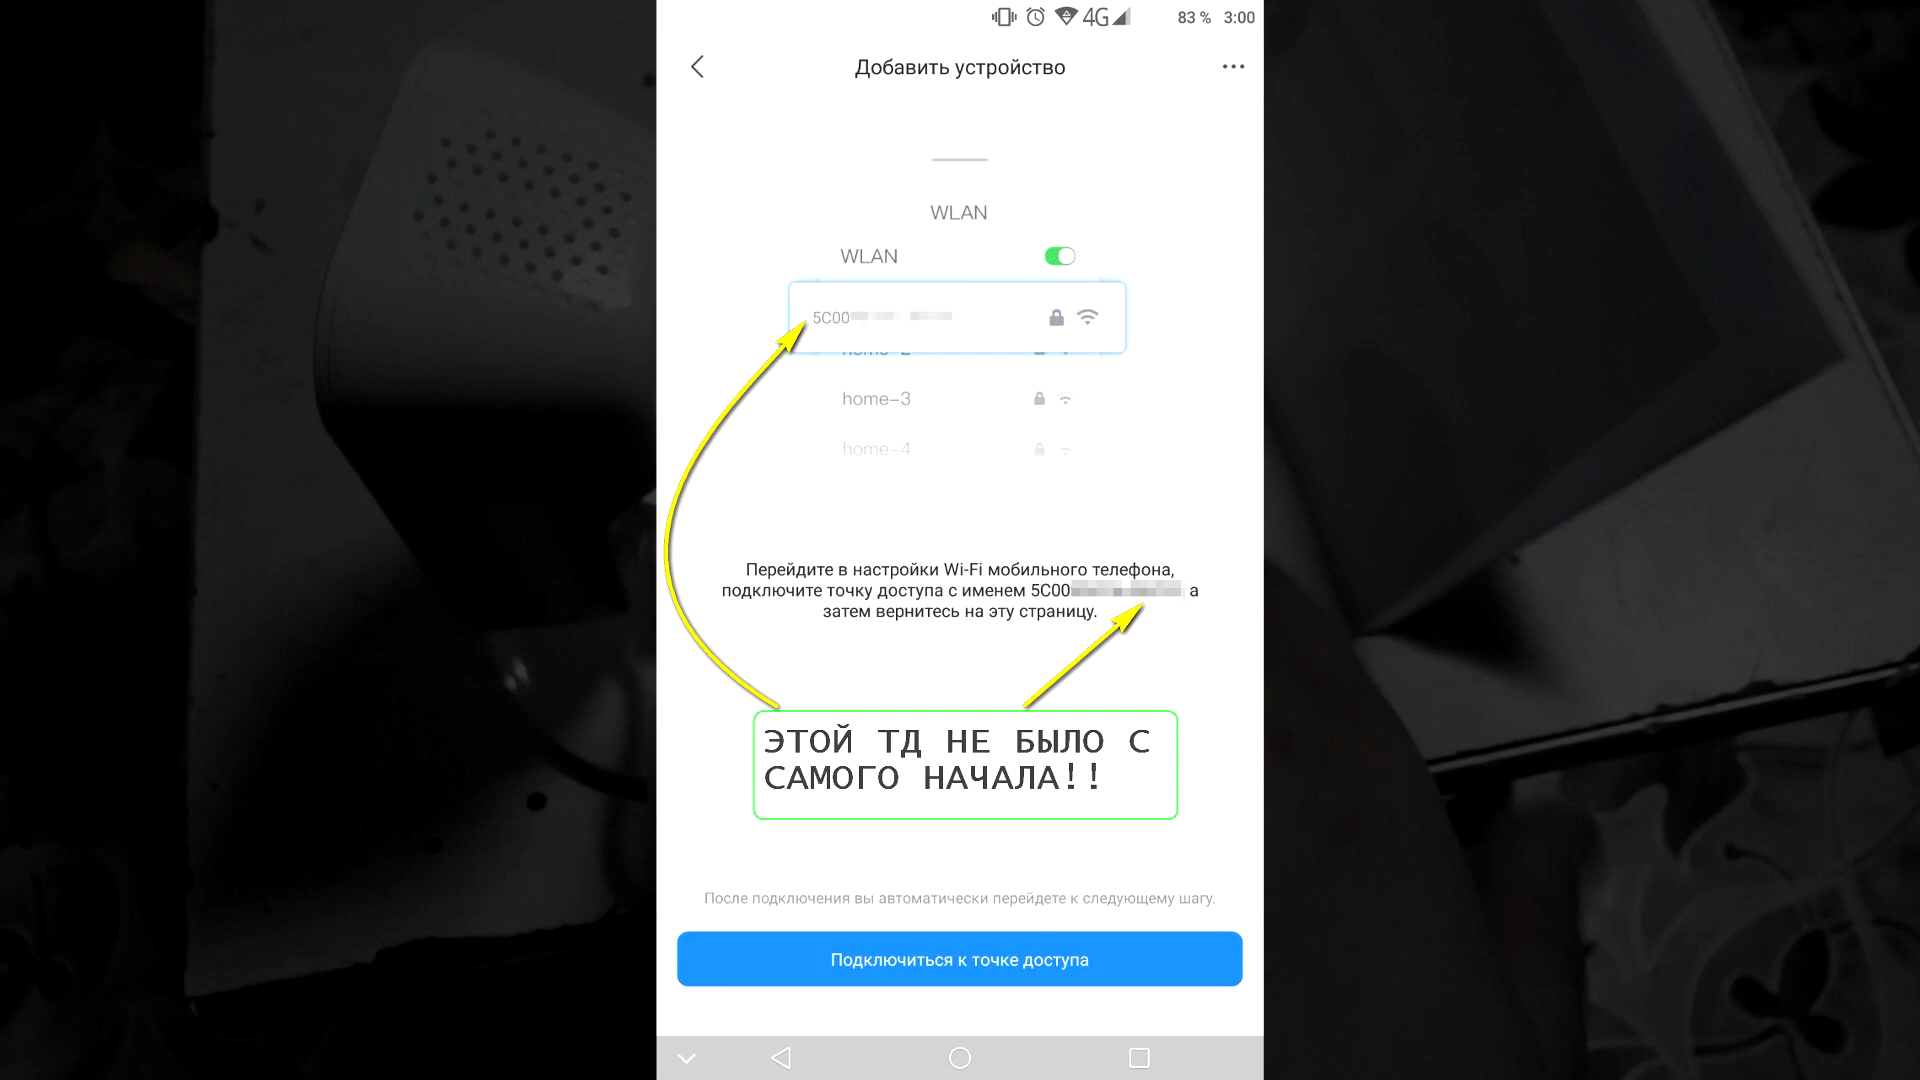 4G 83 % 3:00
Добавить устройство
WLAN
WLAN
5C00
home-3
home-4
Перейдите в настройки Wi-Fi мобильного телефона,
подключите точку доступа с именем 5C00 а
затем вернитесь на эту страницу.
ЭТОЙ ТД НЕ БЫЛО С
САМОГО НАЧАЛА!!
После подключения вы автоматически перейдете к следующему шагу.
Подключиться к точке доступа